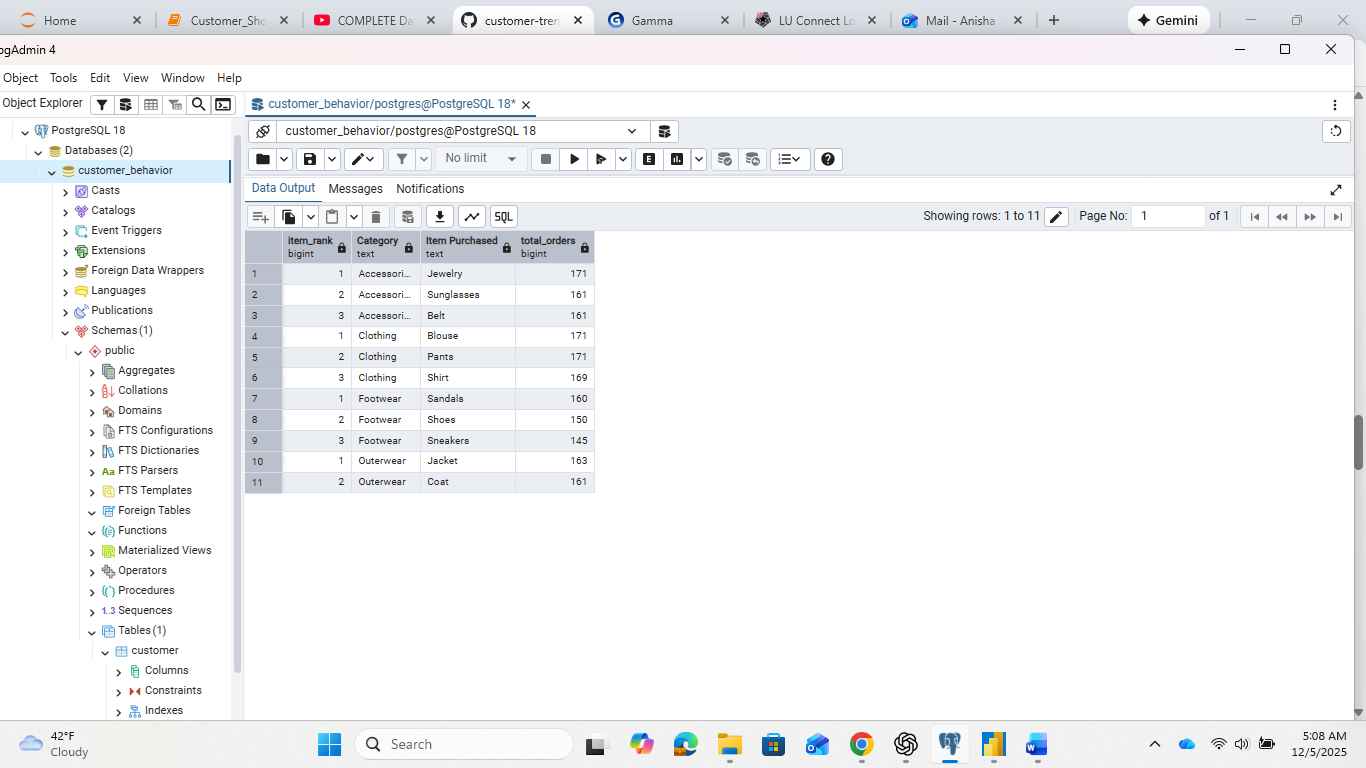 Home
Customer_Sho
COMPLETE Da
customer-tren
Gamma
LU Connect Lo
Mail - Anisha
Gemini
pgAdmin 4
Object Tools Edit View Window Help
Object Explorer
customer_behavior/postgres@PostgreSQL 18*
PostgreSQL 18
Databases (2)
customer_behavior
Casts
Catalogs
Event Triggers
Extensions
Foreign Data Wrappers
Languages
Publications
Schemas (1)
public
Aggregates
Collations
Domains
FTS Configurations
FTS Dictionaries
FTS Parsers
FTS Templates
Foreign Tables
Functions
Materialized Views
Operators
Procedures
1..3 Sequences
Tables (1)
customer
Columns
Constraints
Indexes
customer_behavior/postgres@PostgreSQL 18
No limit
Data Output Messages Notifications
SQL
Showing rows: 1 to 11 Page No: 1 of 1
item_rank Category Item Purchased total_orders
bigint text text bigint
1 1 Accessori... Jewelry 171
2 2 Accessori... Sunglasses 161
3 3 Accessori... Belt 161
4 1 Clothing Blouse 171
5 2 Clothing Pants 171
6 3 Clothing Shirt 169
7 1 Footwear Sandals 160
8 2 Footwear Shoes 150
9 3 Footwear Sneakers 145
10 1 Outerwear Jacket 163
11 2 Outerwear Coat 161
42°F
Cloudy
Search
5:08 AM
12/5/2025